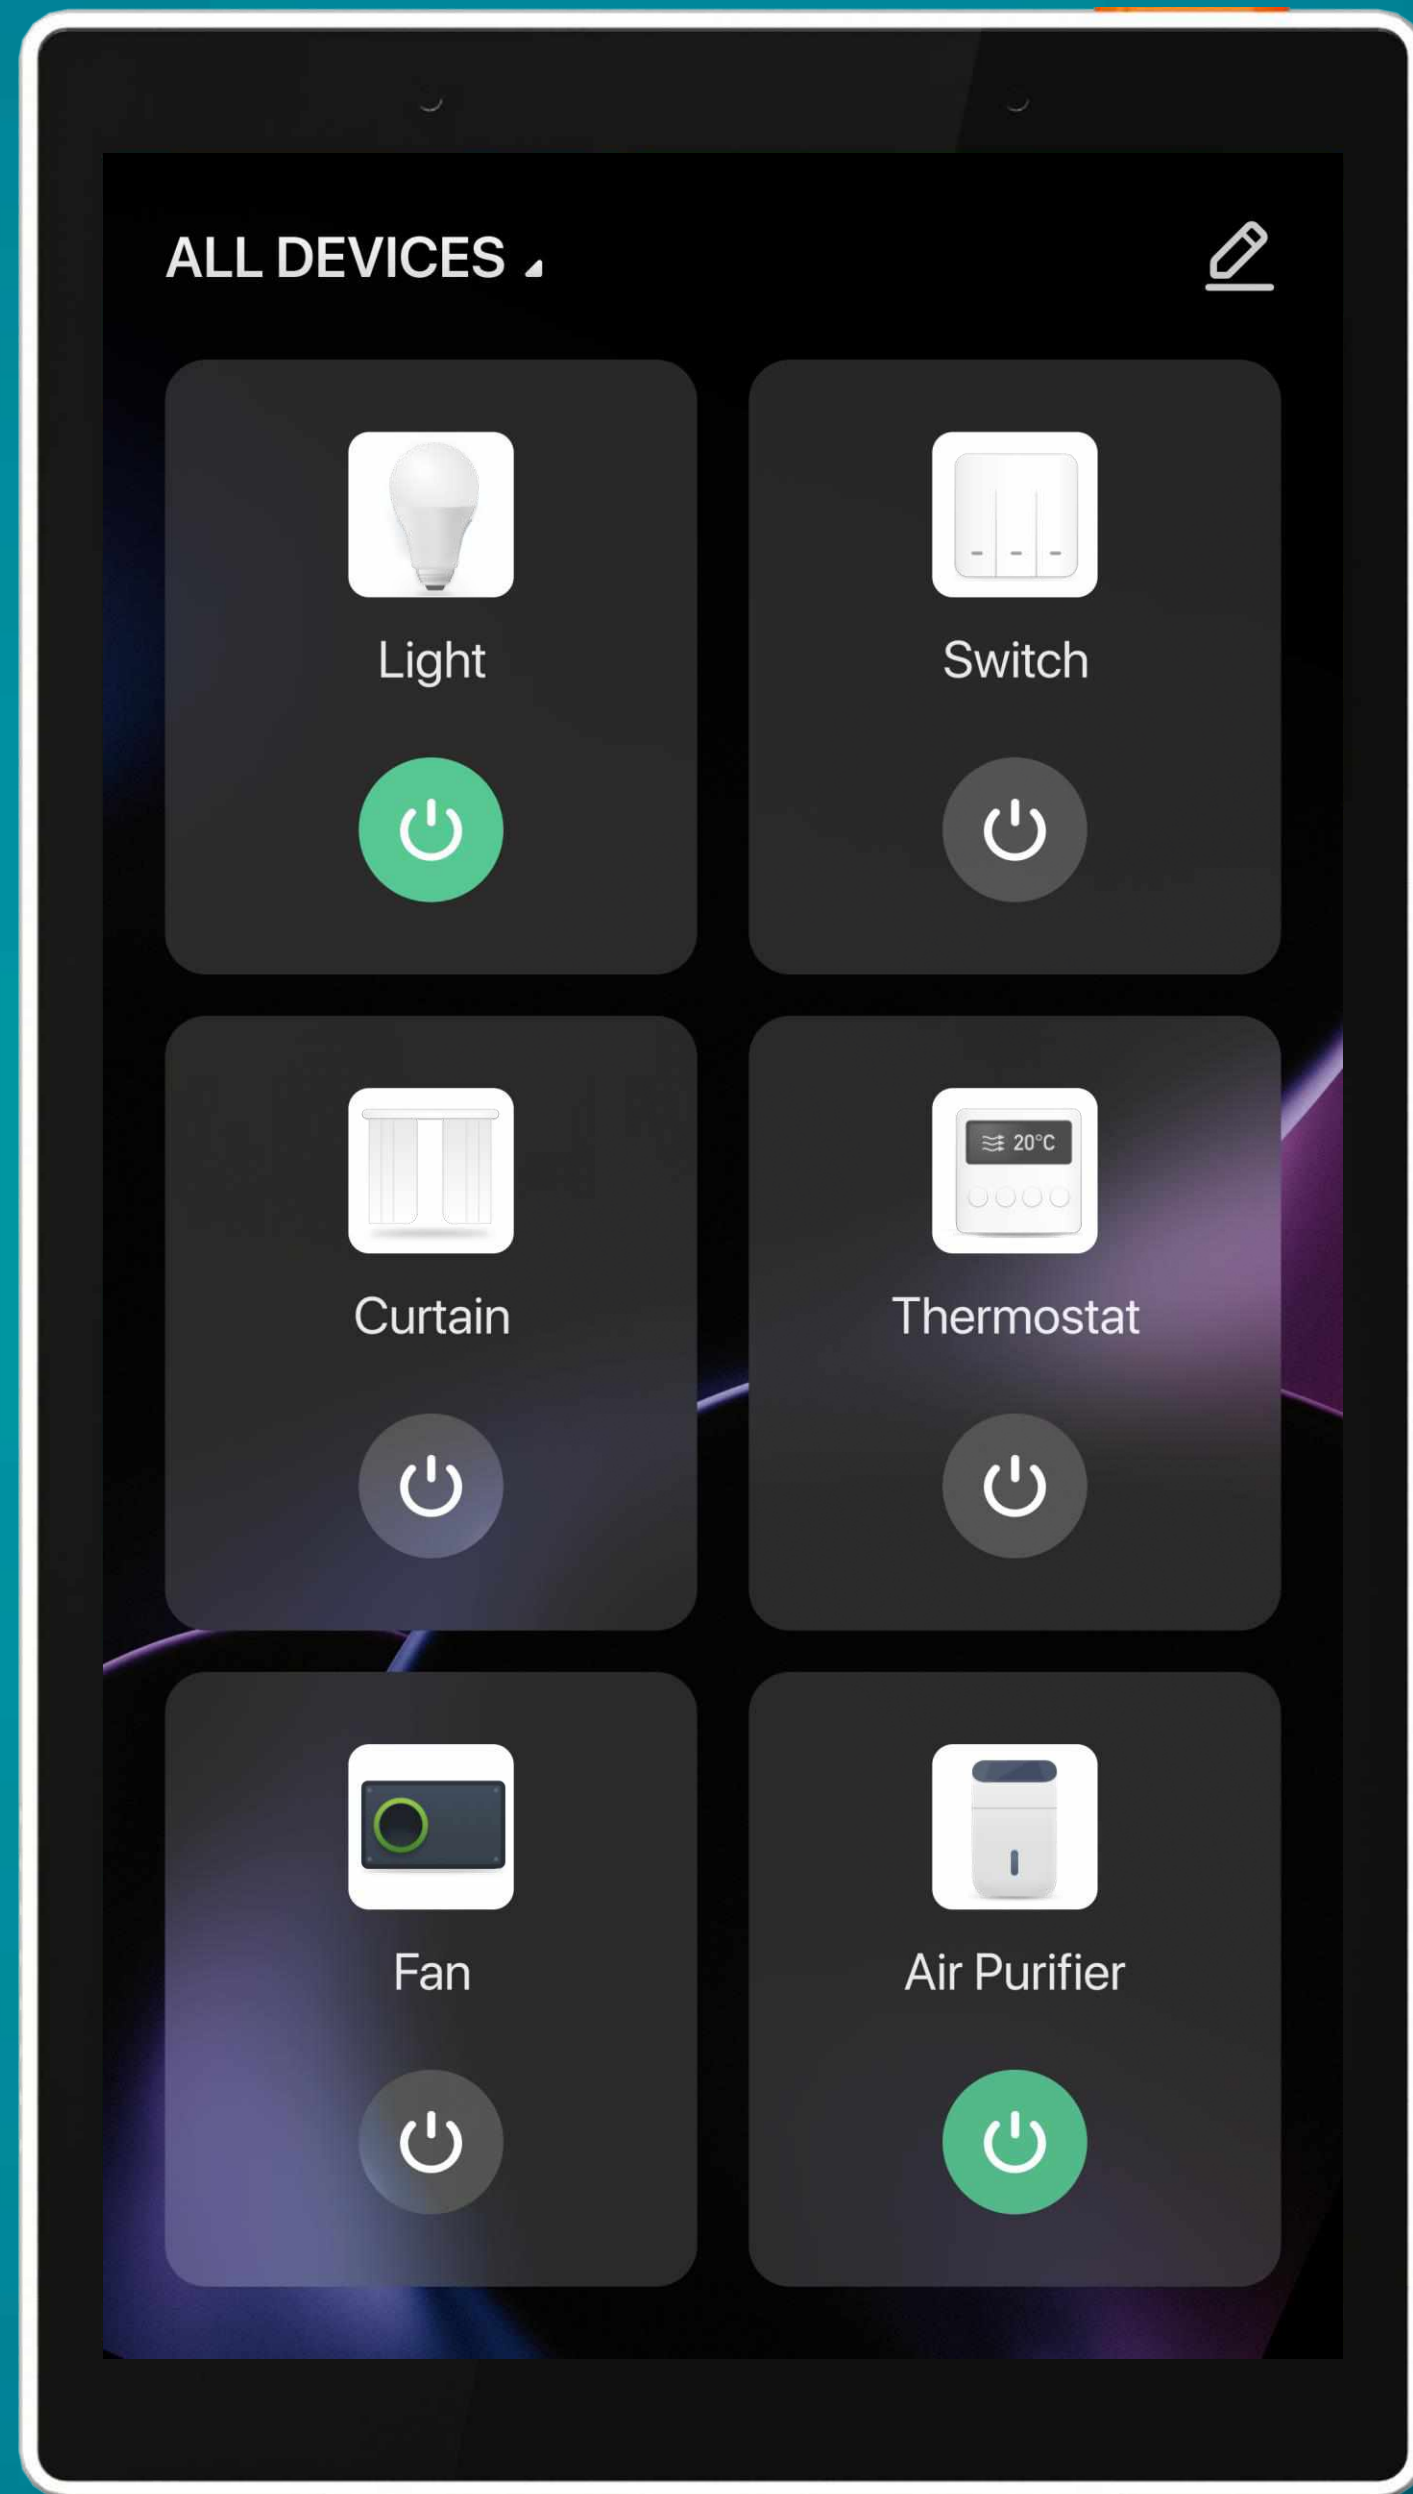 ALL DEVICES
Light
Switch
Curtain
20°C
Thermostat
Fan
Air Purifier